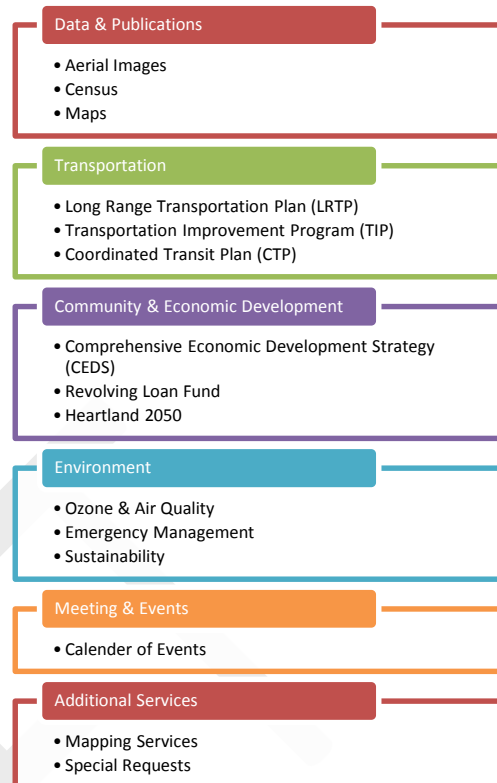 Data & Publications
• Aerial Images
• Census
• Maps
Transportation
• Long Range Transportation Plan (LRTP)
• Transportation Improvement Program (TIP)
• Coordinated Transit Plan (CTP)
Community & Economic Development
• Comprehensive Economic Development Strategy
(CEDS)
• Revolving Loan Fund
• Heartland 2050
Environment
• Ozone & Air Quality
• Emergency Management
• Sustainability
Meeting & Events
• Calender of Events
Additional Services
• Mapping Services
• Special Requests